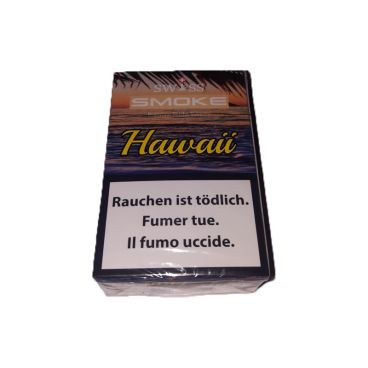 SWISS
SMOKE
Hawaii
Rauchen ist tödlich.
Fumer tue.
Il fumo uccide.